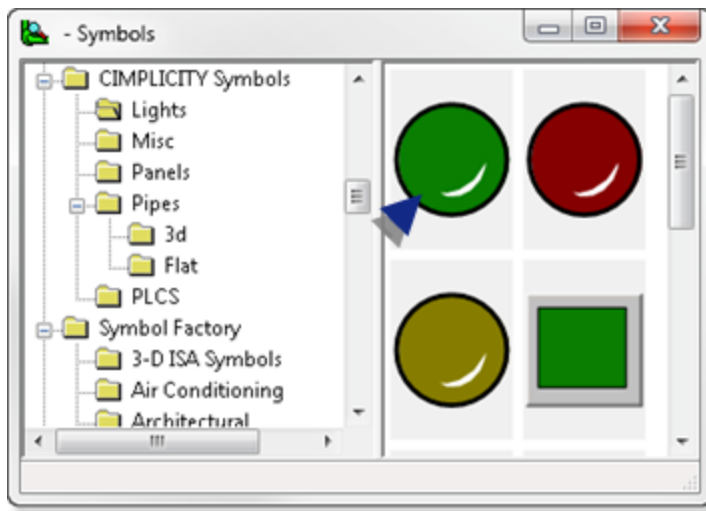 - Symbols
CIMPLICITY Symbols
Lights
Misc
Panels
Pipes
3d
Flat
PLCS
Symbol Factory
3-D ISA Symbols
Air Conditioning
Architectural